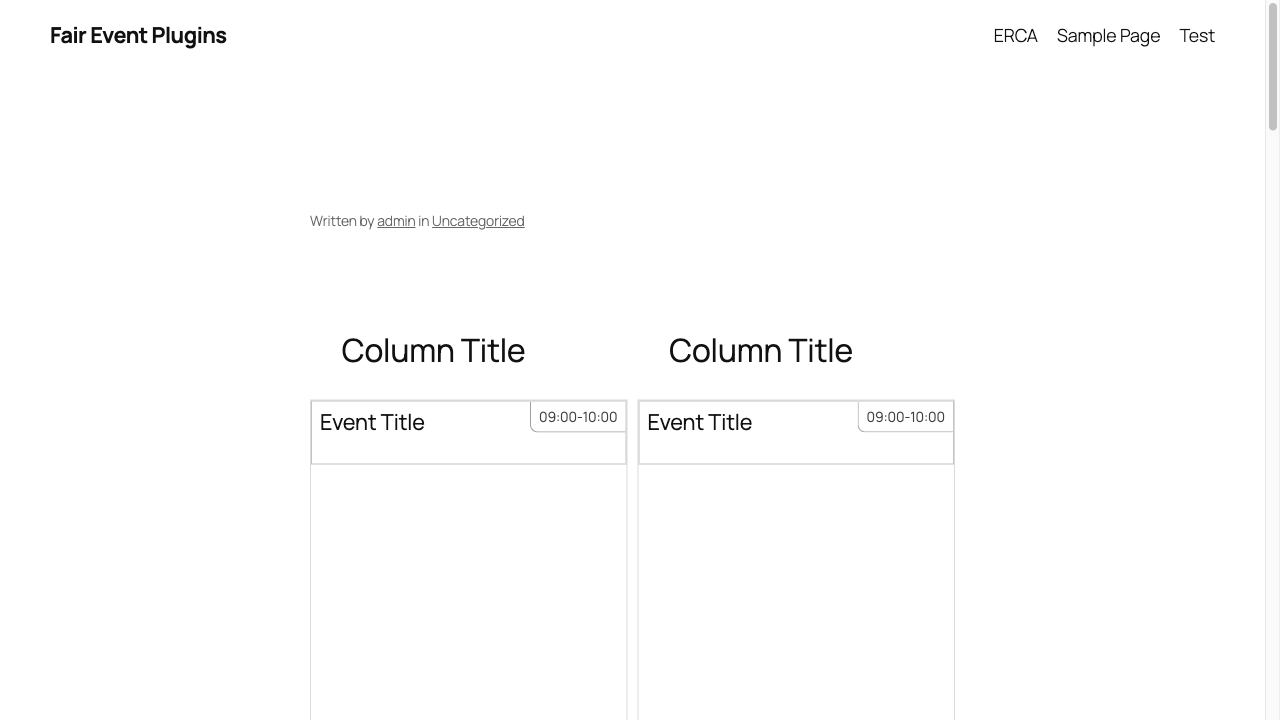 Fair Event Plugins
ERCA Sample Page Test
Written by admin in Uncategorized
Column Title
Event Title
09:00-10:00
Column Title
Event Title
09:00-10:00